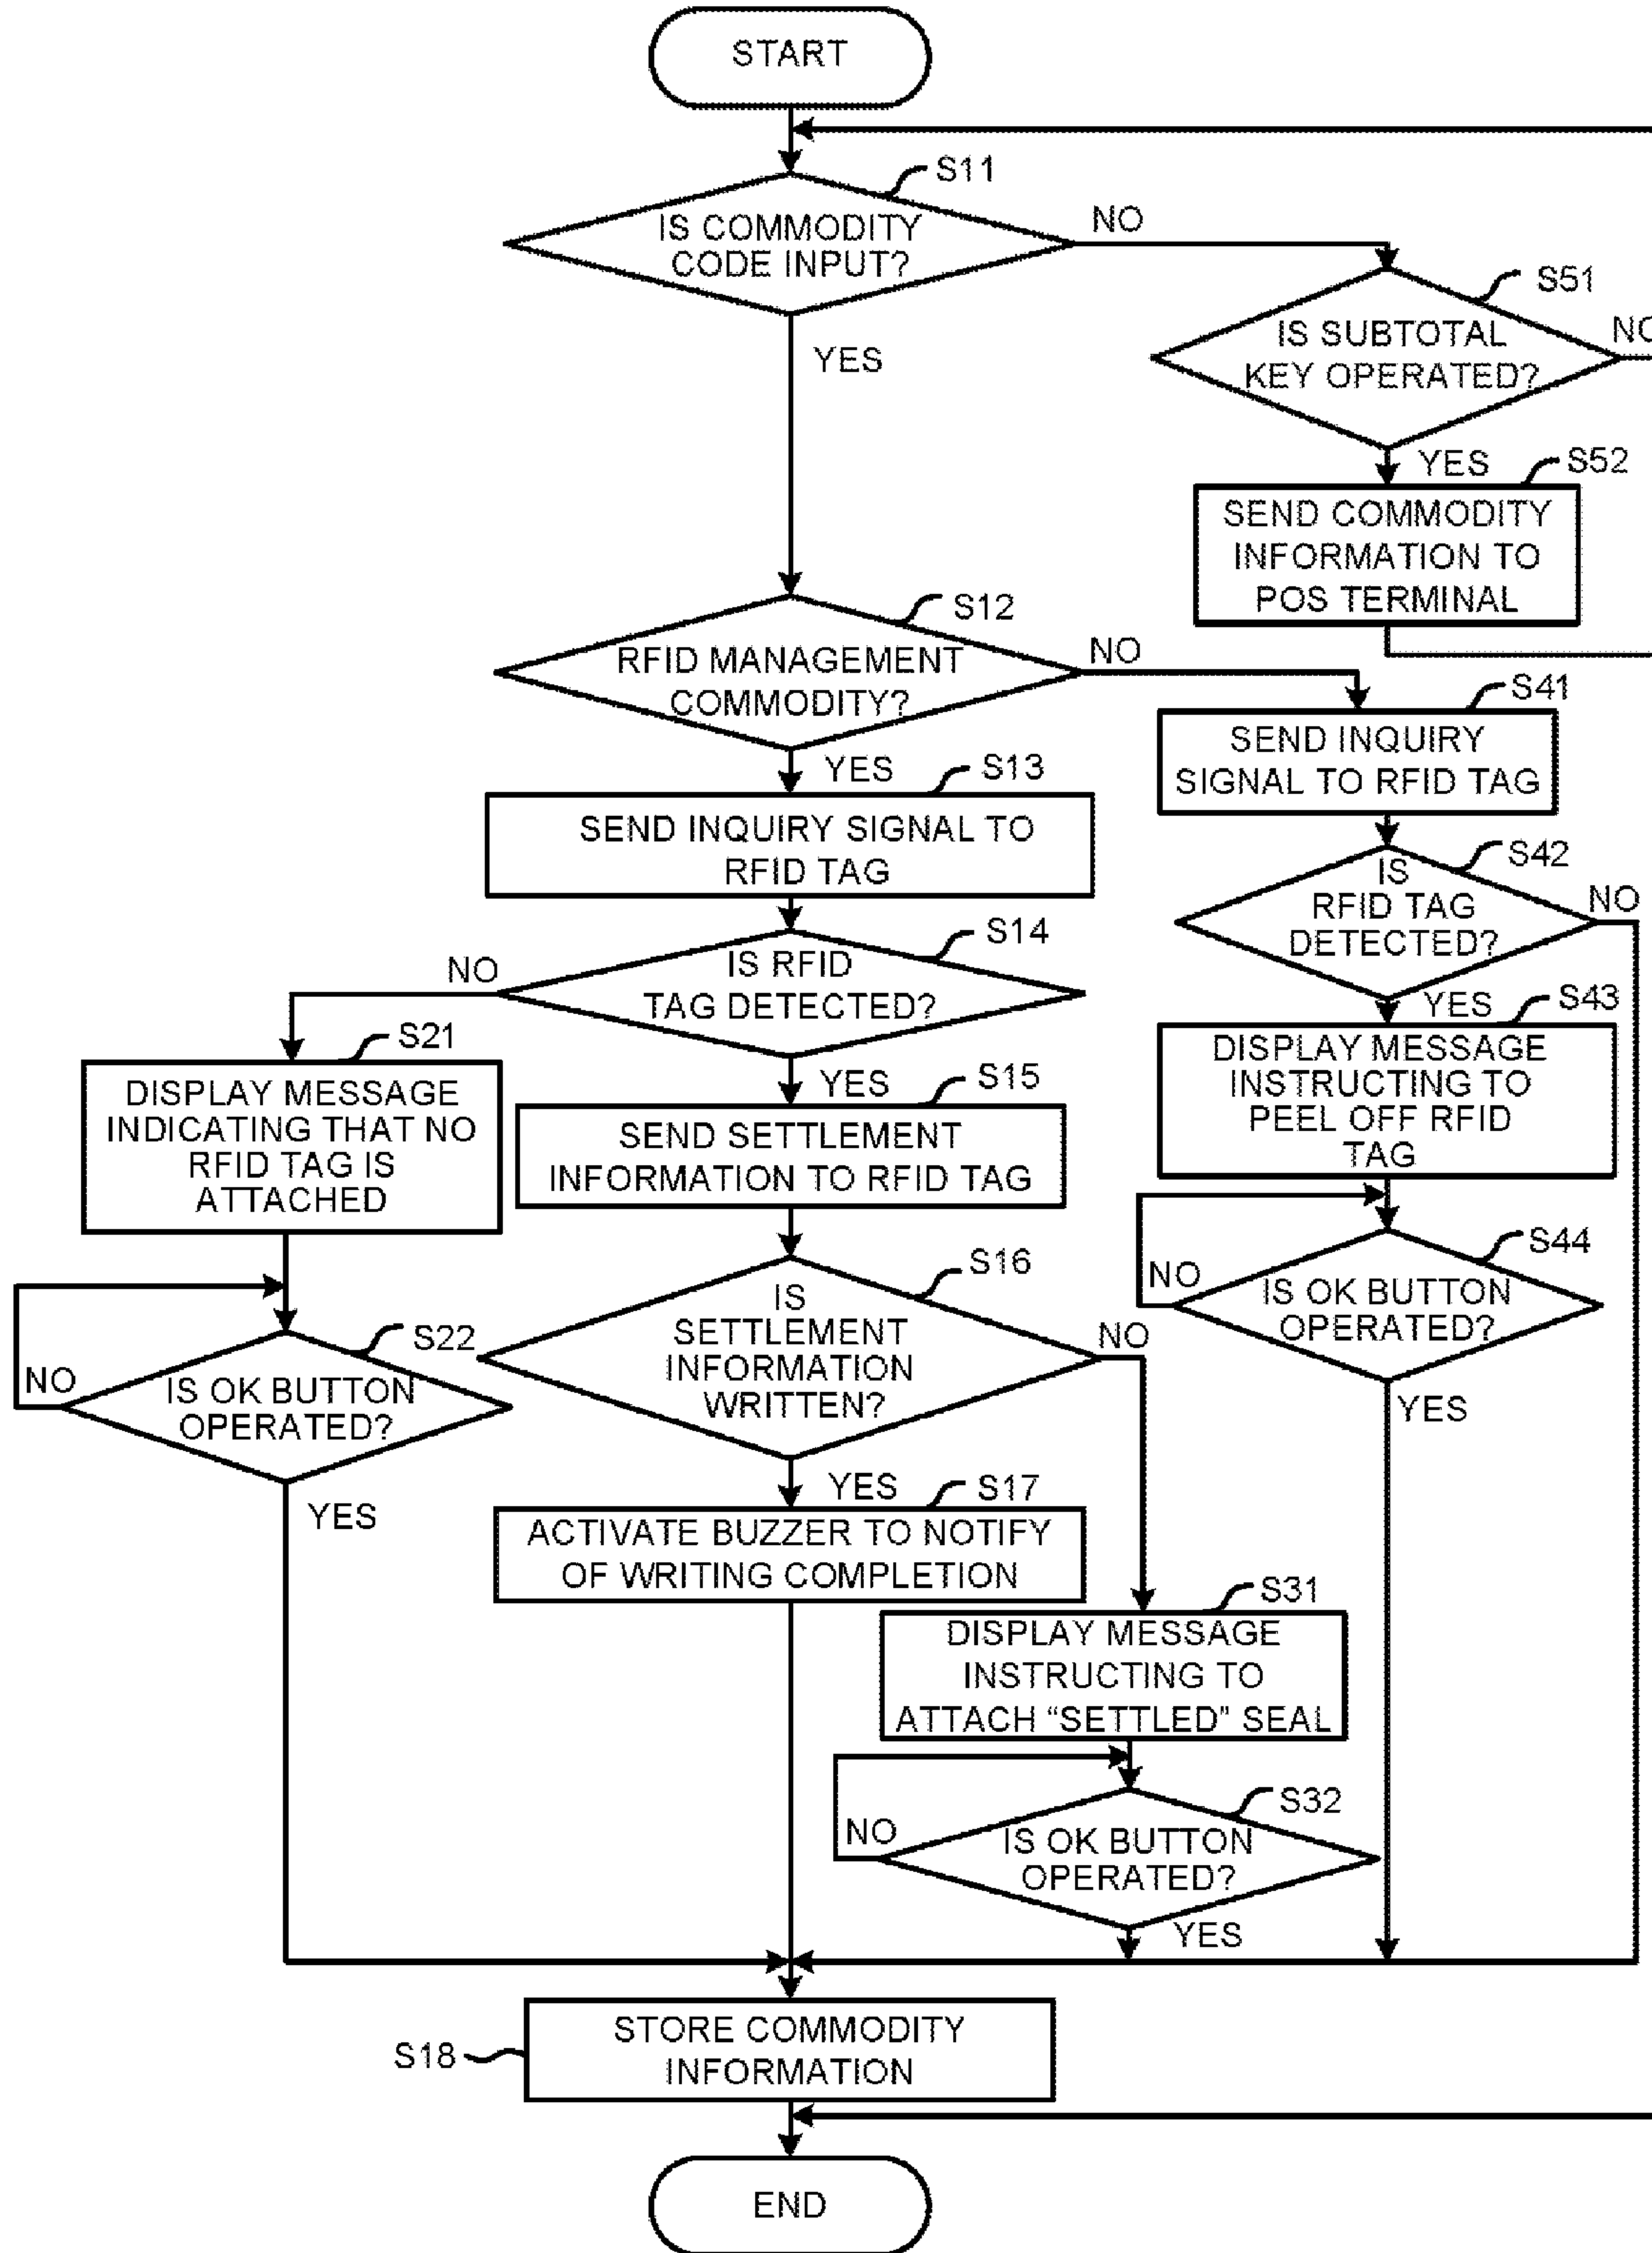 START
S11
IS COMMODITY
CODE INPUT?
NO
YES
S51
IS SUBTOTAL
KEY OPERATED?
NO
YES
S52
SEND COMMODITY
INFORMATION TO
POS TERMINAL
S12
RFID MANAGEMENT
COMMODITY?
NO
YES
S41
SEND INQUIRY
SIGNAL TO RFID TAG
S13
SEND INQUIRY SIGNAL TO
RFID TAG
S42
IS
RFID TAG
DETECTED?
NO
YES
S14
IS RFID
TAG DETECTED?
NO
YES
S43
DISPLAY MESSAGE
INSTRUCTING TO
PEEL OFF RFID
TAG
S21
DISPLAY MESSAGE
INDICATING THAT NO
RFID TAG IS
ATTACHED
S15
SEND SETTLEMENT
INFORMATION TO RFID TAG
S44
IS OK BUTTON
OPERATED?
NO
YES
S22
IS OK BUTTON
OPERATED?
NO
YES
S16
IS
SETTLEMENT
INFORMATION
WRITTEN?
NO
YES
S17
ACTIVATE BUZZER TO NOTIFY
OF WRITING COMPLETION
S31
DISPLAY MESSAGE
INSTRUCTING TO
ATTACH “SETTLED” SEAL
S32
IS OK BUTTON
OPERATED?
NO
YES
S18
STORE COMMODITY
INFORMATION
END